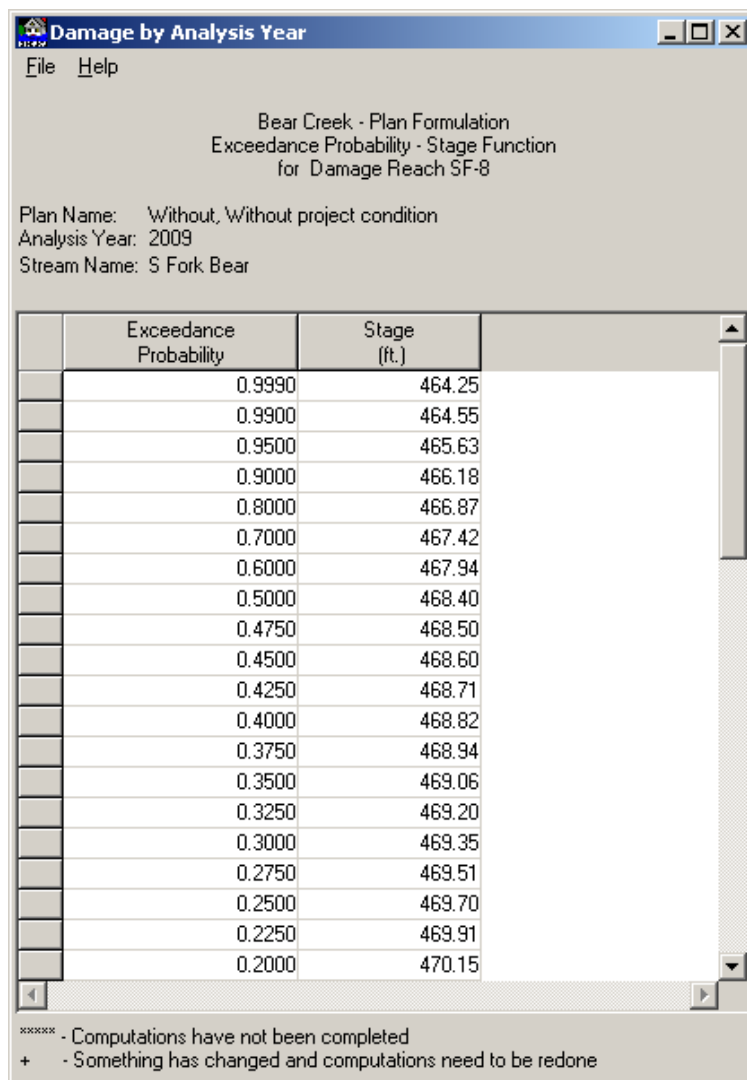 Damage by Analysis Year
File Help
Bear Creek - Plan Formulation
Exceedance Probability - Stage Function
for Damage Reach SF-8
Plan Name: Without, Without project condition
Analysis Year: 2009
Stream Name: S Fork Bear
Exceedance Probability Stage (ft.)
0.9990 464.25
0.9900 464.55
0.9500 465.63
0.9000 466.18
0.8000 466.87
0.7000 467.42
0.6000 467.94
0.5000 468.40
0.4750 468.50
0.4500 468.60
0.4250 468.71
0.4000 468.82
0.3750 468.94
0.3500 469.06
0.3250 469.20
0.3000 469.35
0.2750 469.51
0.2500 469.70
0.2250 469.91
0.2000 470.15
***** - Computations have not been completed
+ - Something has changed and computations need to be redone